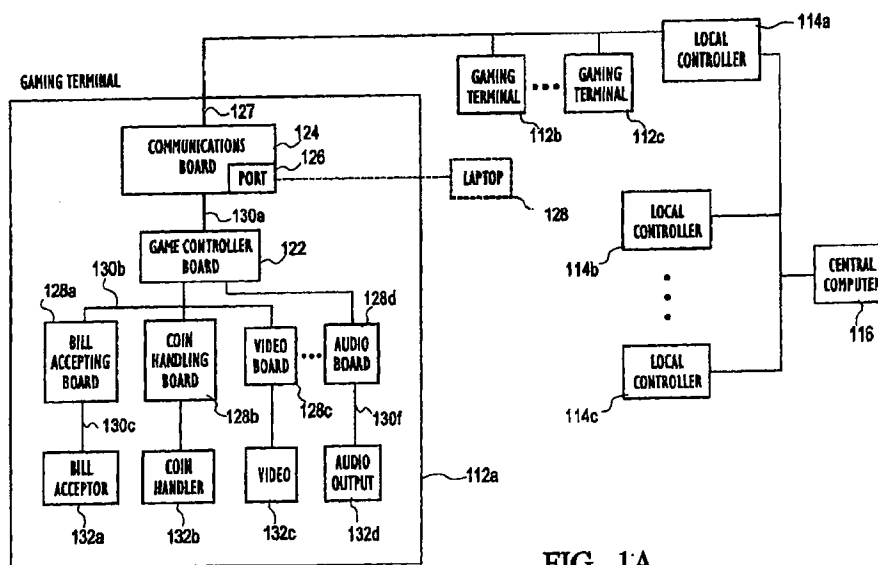 114a
LOCAL
CONTROLLER
GAMING TERMINAL
127
GAMING
TERMINAL
GAMING
TERMINAL
112b
112c
COMMUNICATIONS
BOARD
124
126
PORT
LAPTOP
128
130a
GAME CONTROLLER
BOARD
122
LOCAL
CONTROLLER
114b
CENTRAL
COMPUTER
116
130b
128a
128d
BILL
ACCEPTING
BOARD
COIN
HANDLING
BOARD
VIDEO
BOARD
AUDIO
BOARD
128b
128c
130c
130f
LOCAL
CONTROLLER
114c
BILL
ACCEPTOR
COIN
HANDLER
VIDEO
AUDIO
OUTPUT
112a
132a
132b
132c
132d
FIG. 1A